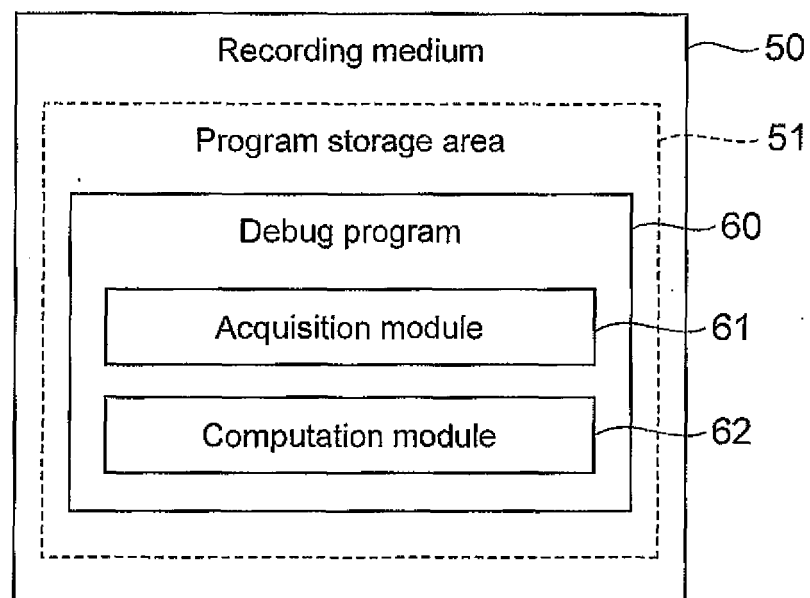 Recording medium 50
Program storage area 51
Debug program 60
Acquisition module 61
Computation module 62